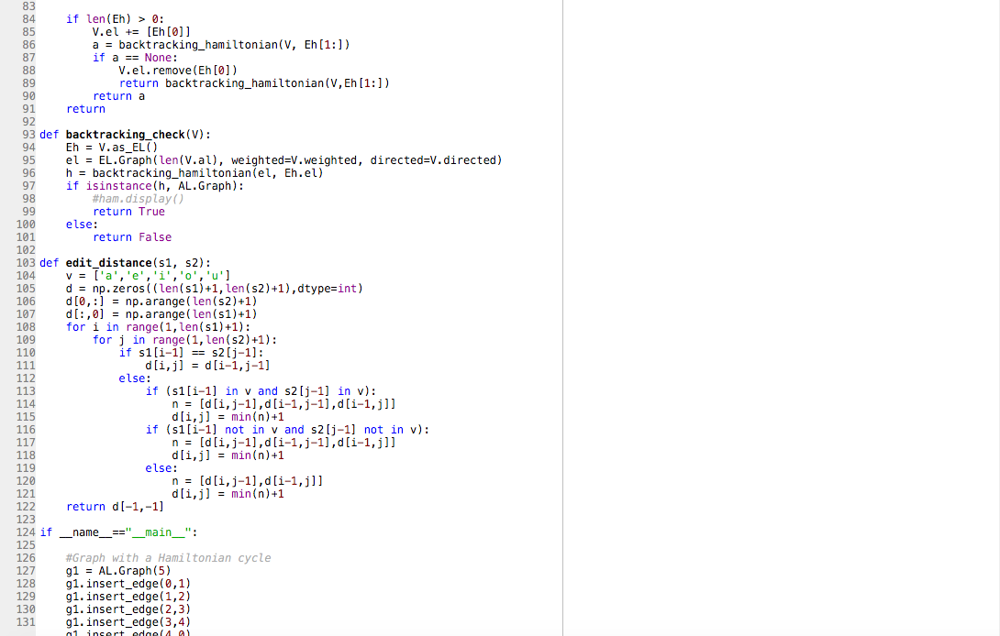 83
84     if len(Eh) > 0:
85         V.el += [Eh[0]]
86         a = backtracking_hamiltonian(V, Eh[1:])
87         if a == None:
88             V.el.remove(Eh[0])
89             return backtracking_hamiltonian(V,Eh[1:])
90         return a
91     return
92
93 def backtracking_check(V):
94     Eh = V.as_EL()
95     el = EL.Graph(len(V.al), weighted=V.weighted, directed=V.directed)
96     h = backtracking_hamiltonian(el, Eh.el)
97     if isinstance(h, AL.Graph):
98         #ham.display()
99         return True
100     else:
101         return False
102
103 def edit_distance(s1, s2):
104     v = ['a','e','i','o','u']
105     d = np.zeros((len(s1)+1,len(s2)+1),dtype=int)
106     d[0,:] = np.arange(len(s2)+1)
107     d[:,0] = np.arange(len(s1)+1)
108     for i in range(1,len(s1)+1):
109         for j in range(1,len(s2)+1):
110             if s1[i-1] == s2[j-1]:
111                 d[i,j] = d[i-1,j-1]
112             else:
113                 if (s1[i-1] in v and s2[j-1] in v):
114                     n = [d[i,j-1],d[i-1,j-1],d[i-1,j]]
115                     d[i,j] = min(n)+1
116                 if (s1[i-1] not in v and s2[j-1] not in v):
117                     n = [d[i,j-1],d[i-1,j-1],d[i-1,j]]
118                     d[i,j] = min(n)+1
119                 else:
120                     n = [d[i,j-1],d[i-1,j]]
121                     d[i,j] = min(n)+1
122     return d[-1,-1]
123
124 if __name__=="__main__":
125
126     #Graph with a Hamiltonian cycle
127     g1 = AL.Graph(5)
128     g1.insert_edge(0,1)
129     g1.insert_edge(1,2)
130     g1.insert_edge(2,3)
131     g1.insert_edge(3,4)
g1.insert_edge(4,0)